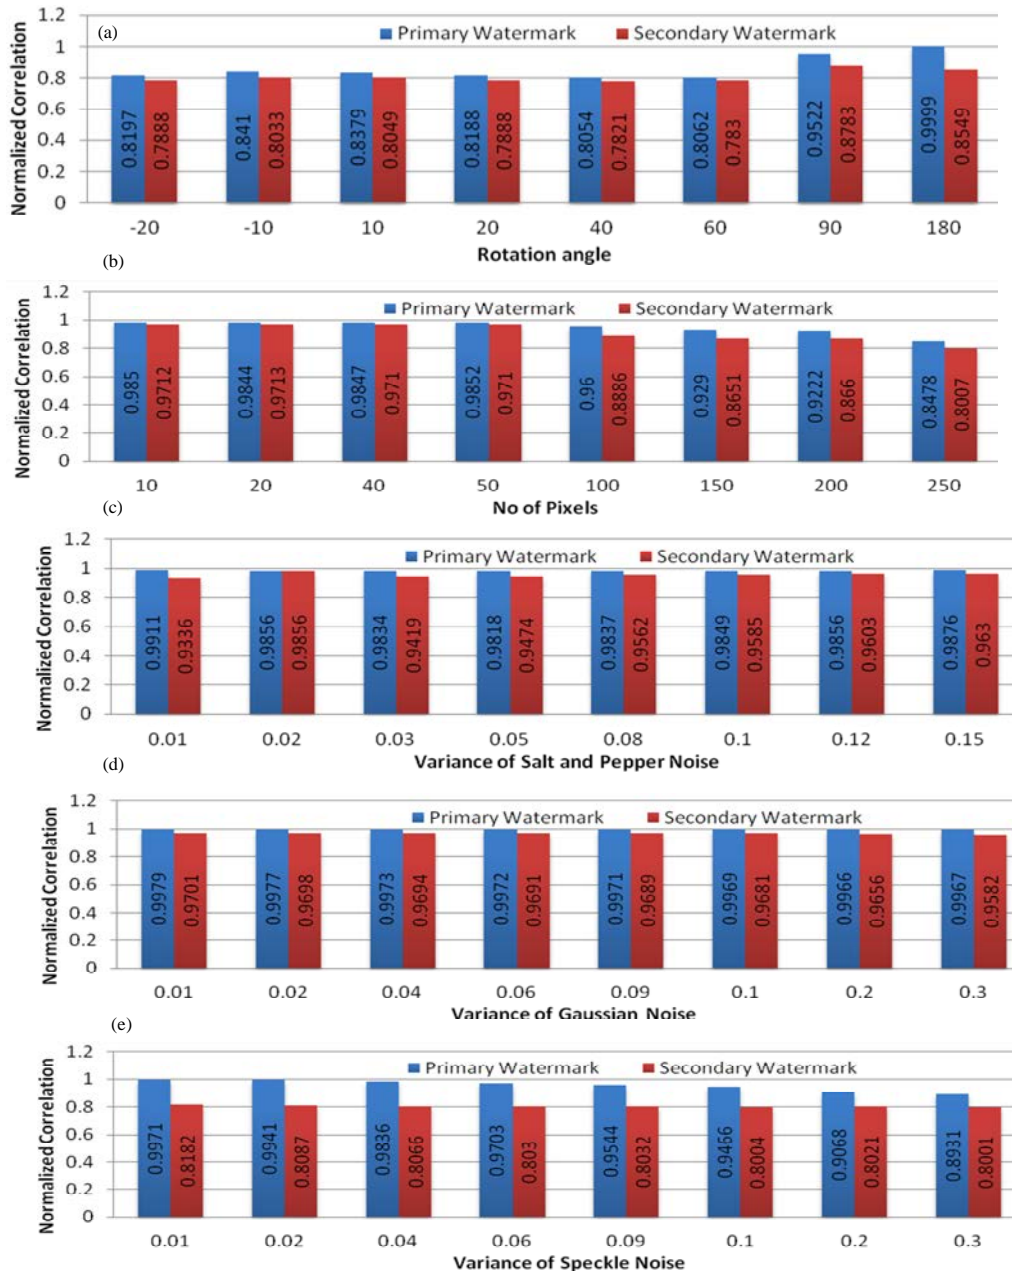 (a)
Primary Watermark Secondary Watermark
Normalized Correlation
1.2
1
0.8
0.6
0.4
0.2
0
0.8197 0.7888 0.841 0.8033 0.8379 0.8049 0.8188 0.7888 0.8054 0.7821 0.8062 0.783 0.9522 0.8783 0.9999 0.8549
-20 -10 10 20 40 60 90 180
Rotation angle
(b)
Primary Watermark Secondary Watermark
Normalized Correlation
1.2
1
0.8
0.6
0.4
0.2
0
0.985 0.9712 0.9844 0.9713 0.9847 0.971 0.9852 0.971 0.96 0.8886 0.929 0.8651 0.9222 0.866 0.8478 0.8007
10 20 40 50 100 150 200 250
No of Pixels
(c)
Primary Watermark Secondary Watermark
Normalized Correlation
1.2
1
0.8
0.6
0.4
0.2
0
0.9911 0.9336 0.9856 0.9856 0.9834 0.9419 0.9818 0.9474 0.9837 0.9562 0.9849 0.9585 0.9856 0.9603 0.9876 0.963
0.01 0.02 0.03 0.05 0.08 0.1 0.12 0.15
Variance of Salt and Pepper Noise
(d)
Primary Watermark Secondary Watermark
Normalized Correlation
1.2
1
0.8
0.6
0.4
0.2
0
0.9979 0.9701 0.9977 0.9698 0.9973 0.9694 0.9972 0.9691 0.9971 0.9689 0.9969 0.9681 0.9966 0.9656 0.9967 0.9582
0.01 0.02 0.04 0.06 0.09 0.1 0.2 0.3
Variance of Gaussian Noise
(e)
Primary Watermark Secondary Watermark
Normalized Correlation
1.2
1
0.8
0.6
0.4
0.2
0
0.9971 0.8182 0.9941 0.8087 0.9836 0.8066 0.9703 0.803 0.9544 0.8032 0.9466 0.8004 0.9068 0.8021 0.8931 0.8001
0.01 0.02 0.04 0.06 0.09 0.1 0.2 0.3
Variance of Speckle Noise